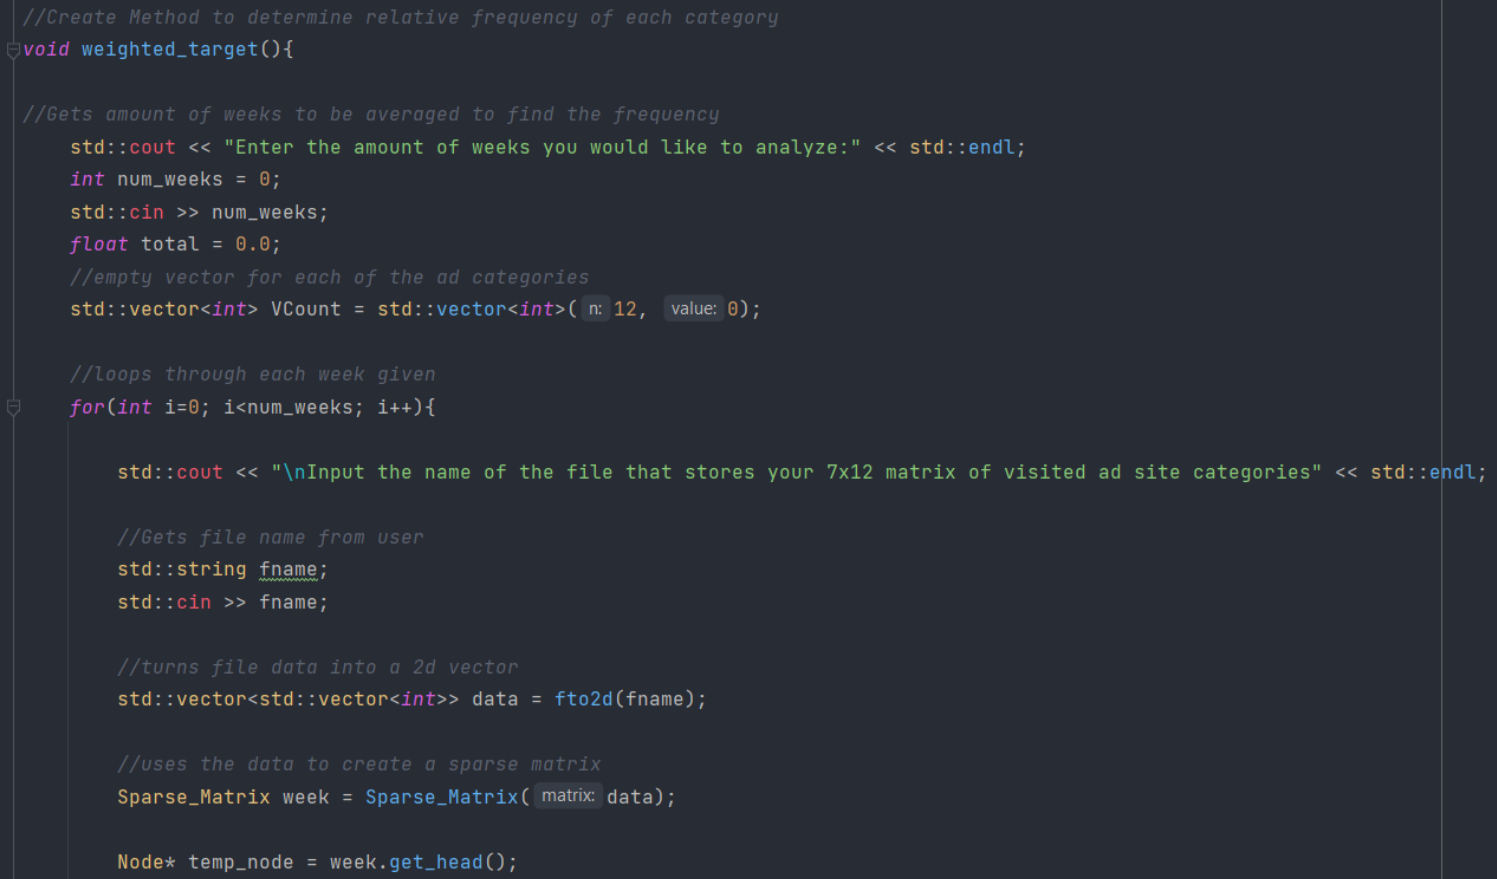 //Create Method to determine relative frequency of each category
void weighted_target(){
//Gets amount of weeks to be averaged to find the frequency
std::cout << "Enter the amount of weeks you would like to analyze:" << std::endl;
int num_weeks = 0;
std::cin >> num_weeks;
float total = 0.0;
//empty vector for each of the ad categories
std::vector<int> VCount = std::vector<int>( n: 12, value: 0);
//loops through each week given
for(int i=0; i<num_weeks; i++){
std::cout << "\nInput the name of the file that stores your 7x12 matrix of visited ad site categories" << std::endl;
//Gets file name from user
std::string fname;
std::cin >> fname;
//turns file data into a 2d vector
std::vector<std::vector<int>> data = fto2d(fname);
//uses the data to create a sparse matrix
Sparse_Matrix week = Sparse_Matrix( matrix: data);
Node* temp_node = week.get_head();